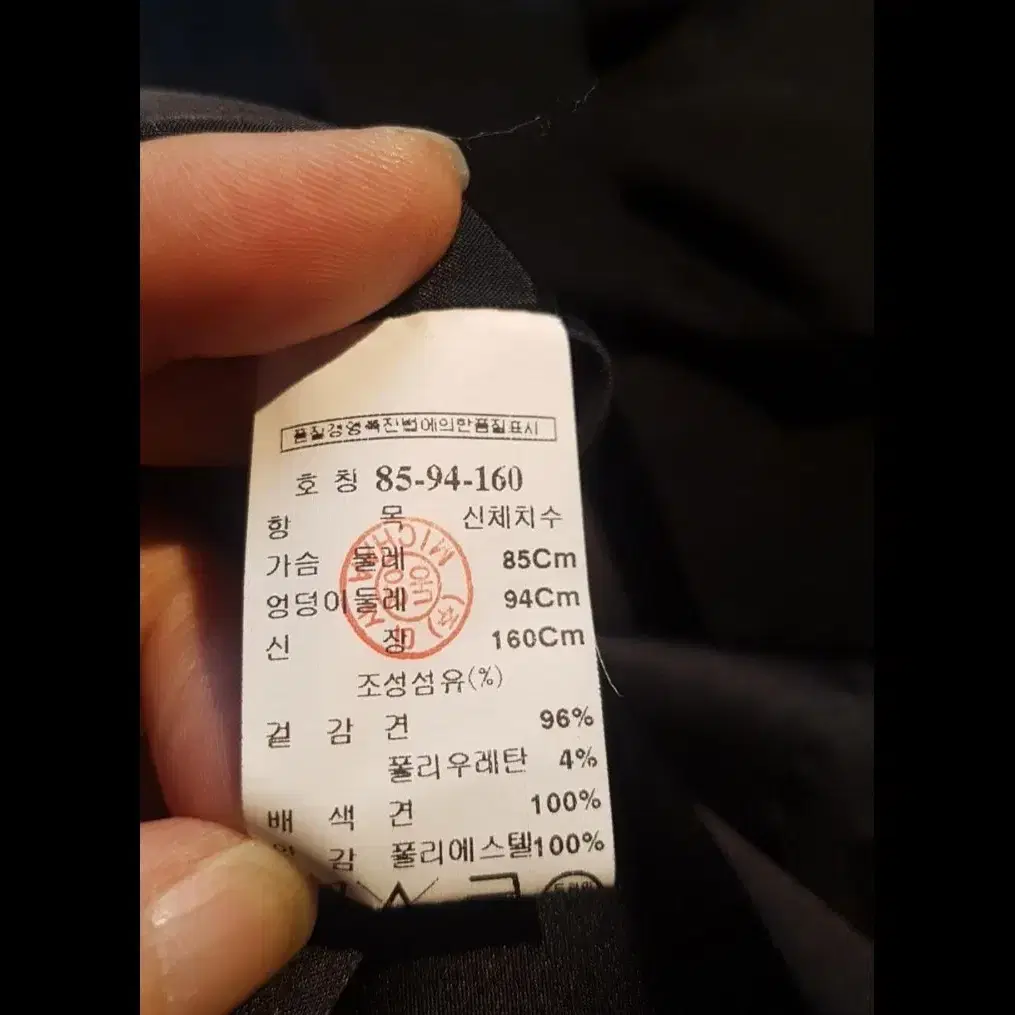 품질경영촉진법에의한품질표시
호 칭 85-94-160
항 목 신체치수
가슴 둘레 85Cm
엉덩이둘레 94Cm
신 장 160Cm
조성섬유(%)
겉 감 견 96%
폴리우레탄 4%
배 색 견 100%
감 폴리에스텔100%